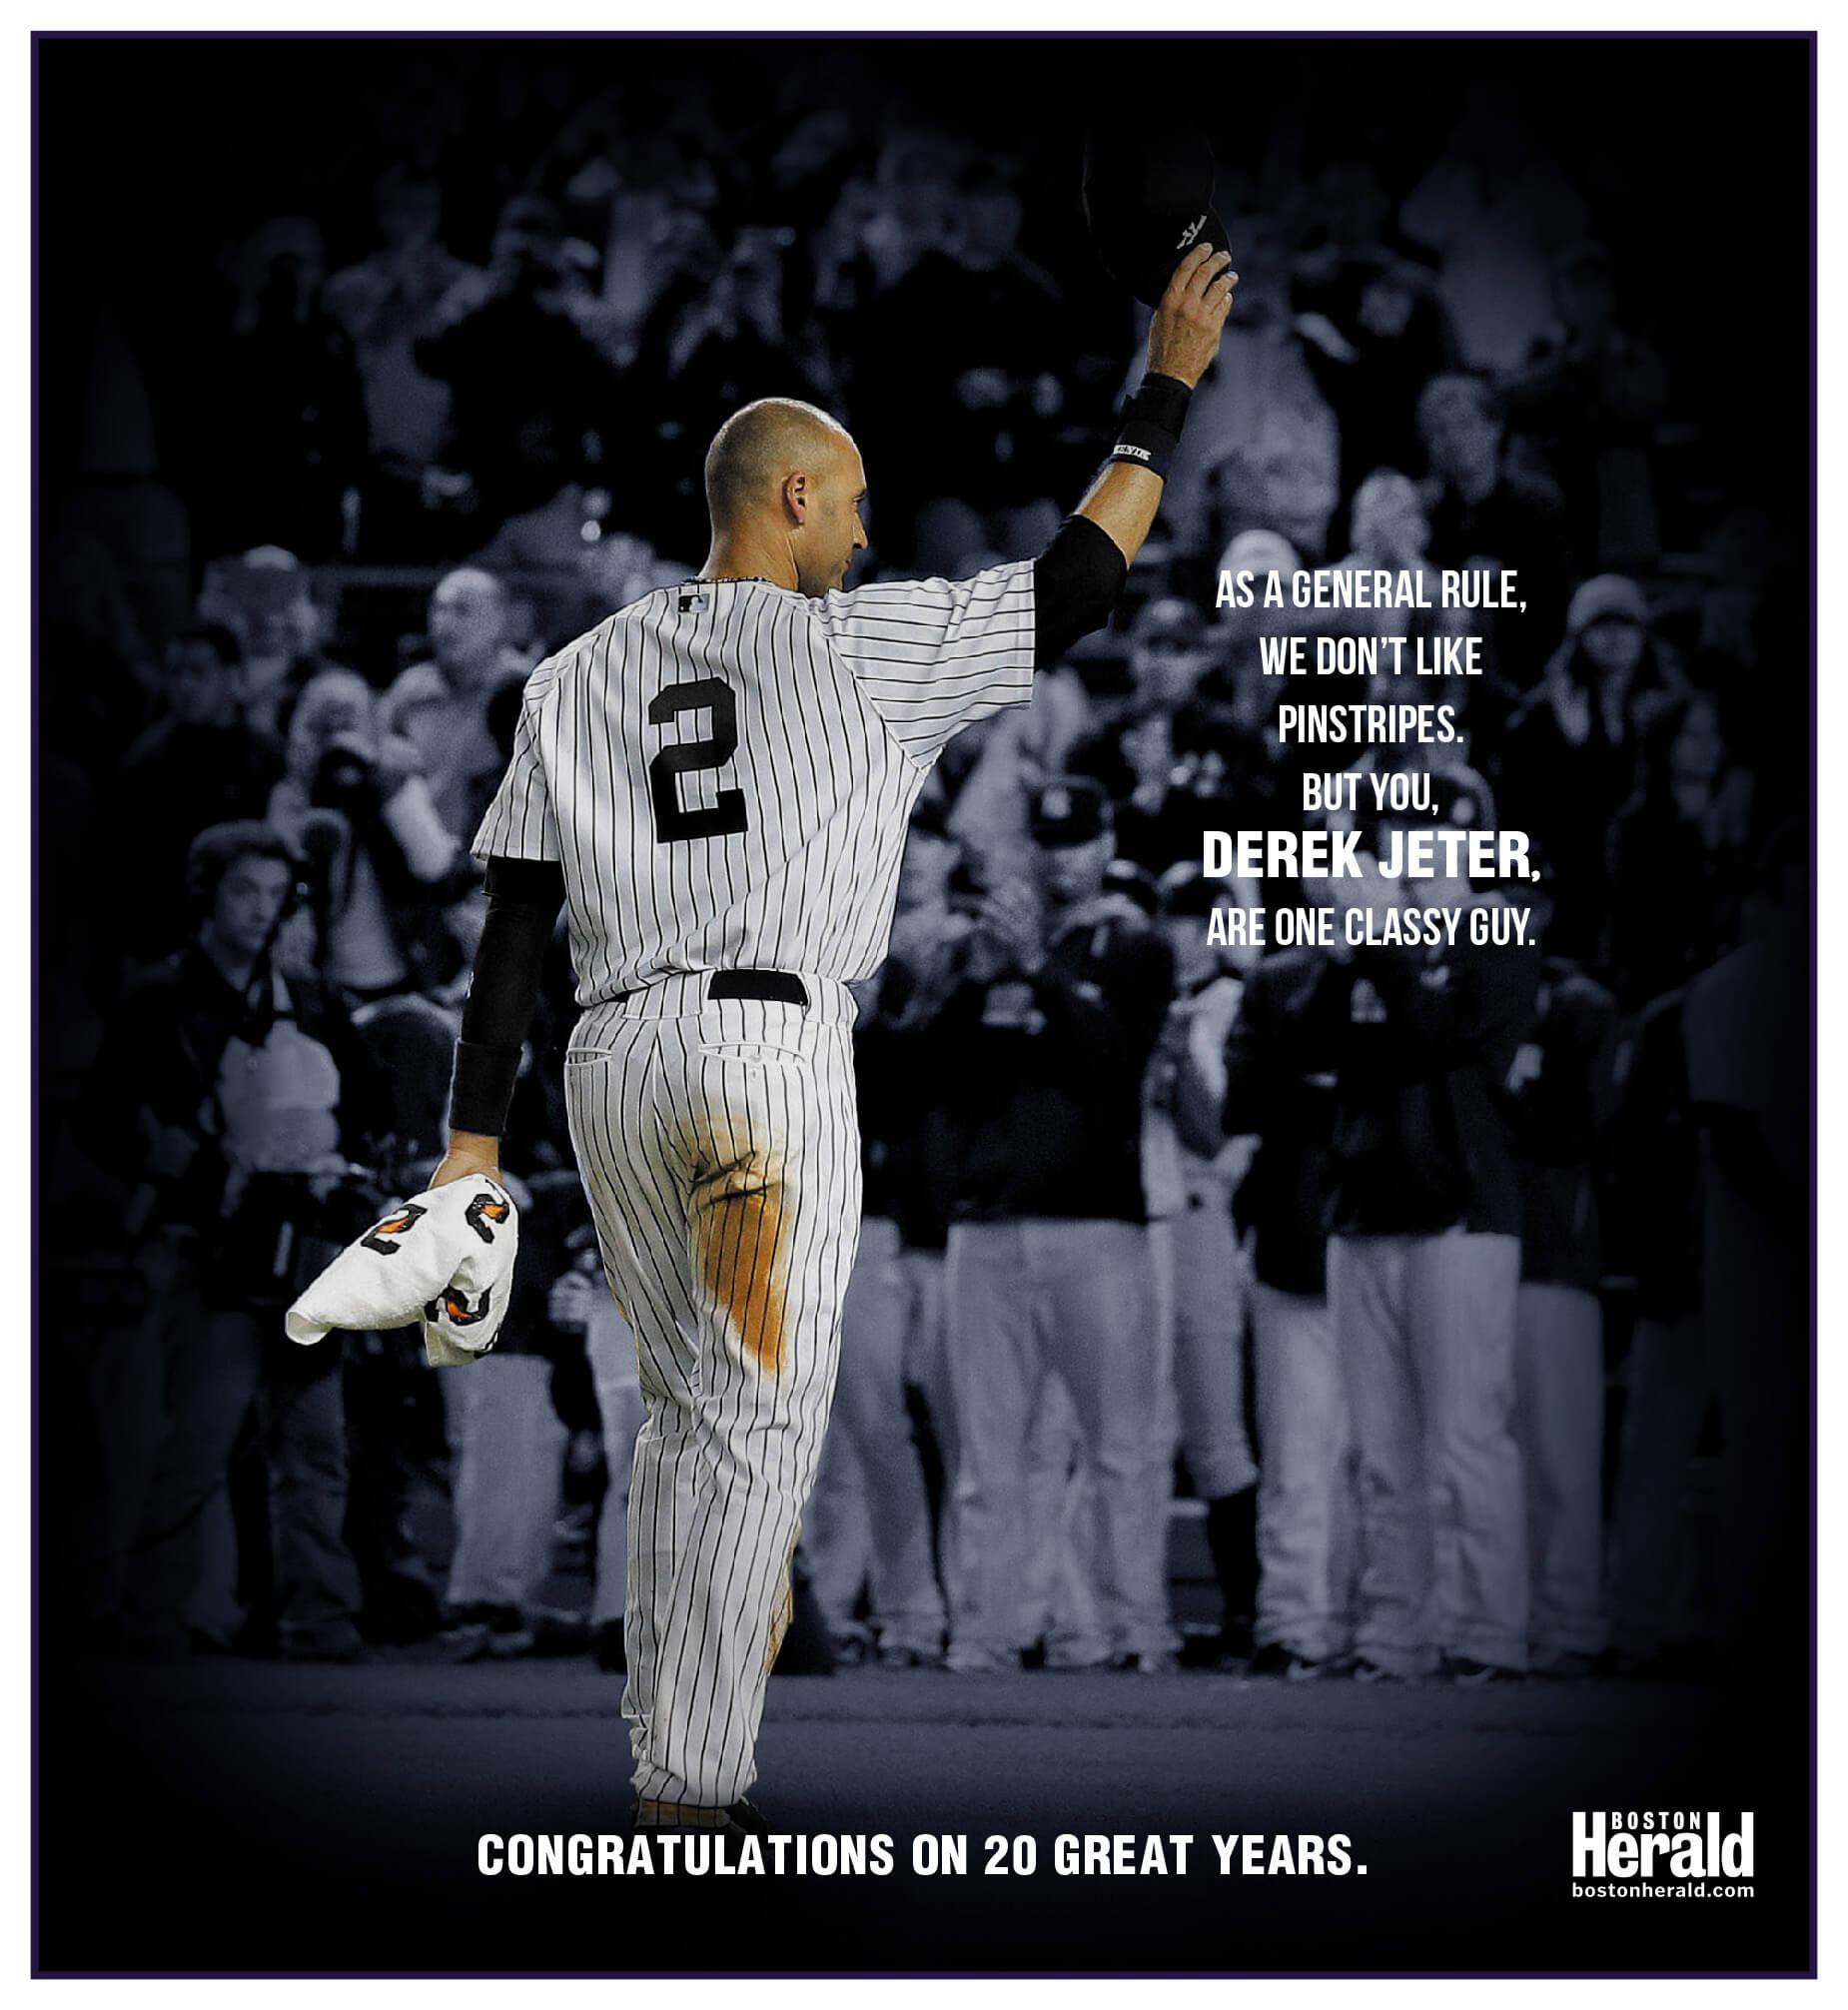 AS A GENERAL RULE,
WE DON'T LIKE
PINSTRIPES.
BUT YOU,
DEREK JETER,
ARE ONE CLASSY GUY.
2
CONGRATULATIONS ON 20 GREAT YEARS.
BOSTON
Herald
bostonherald.com